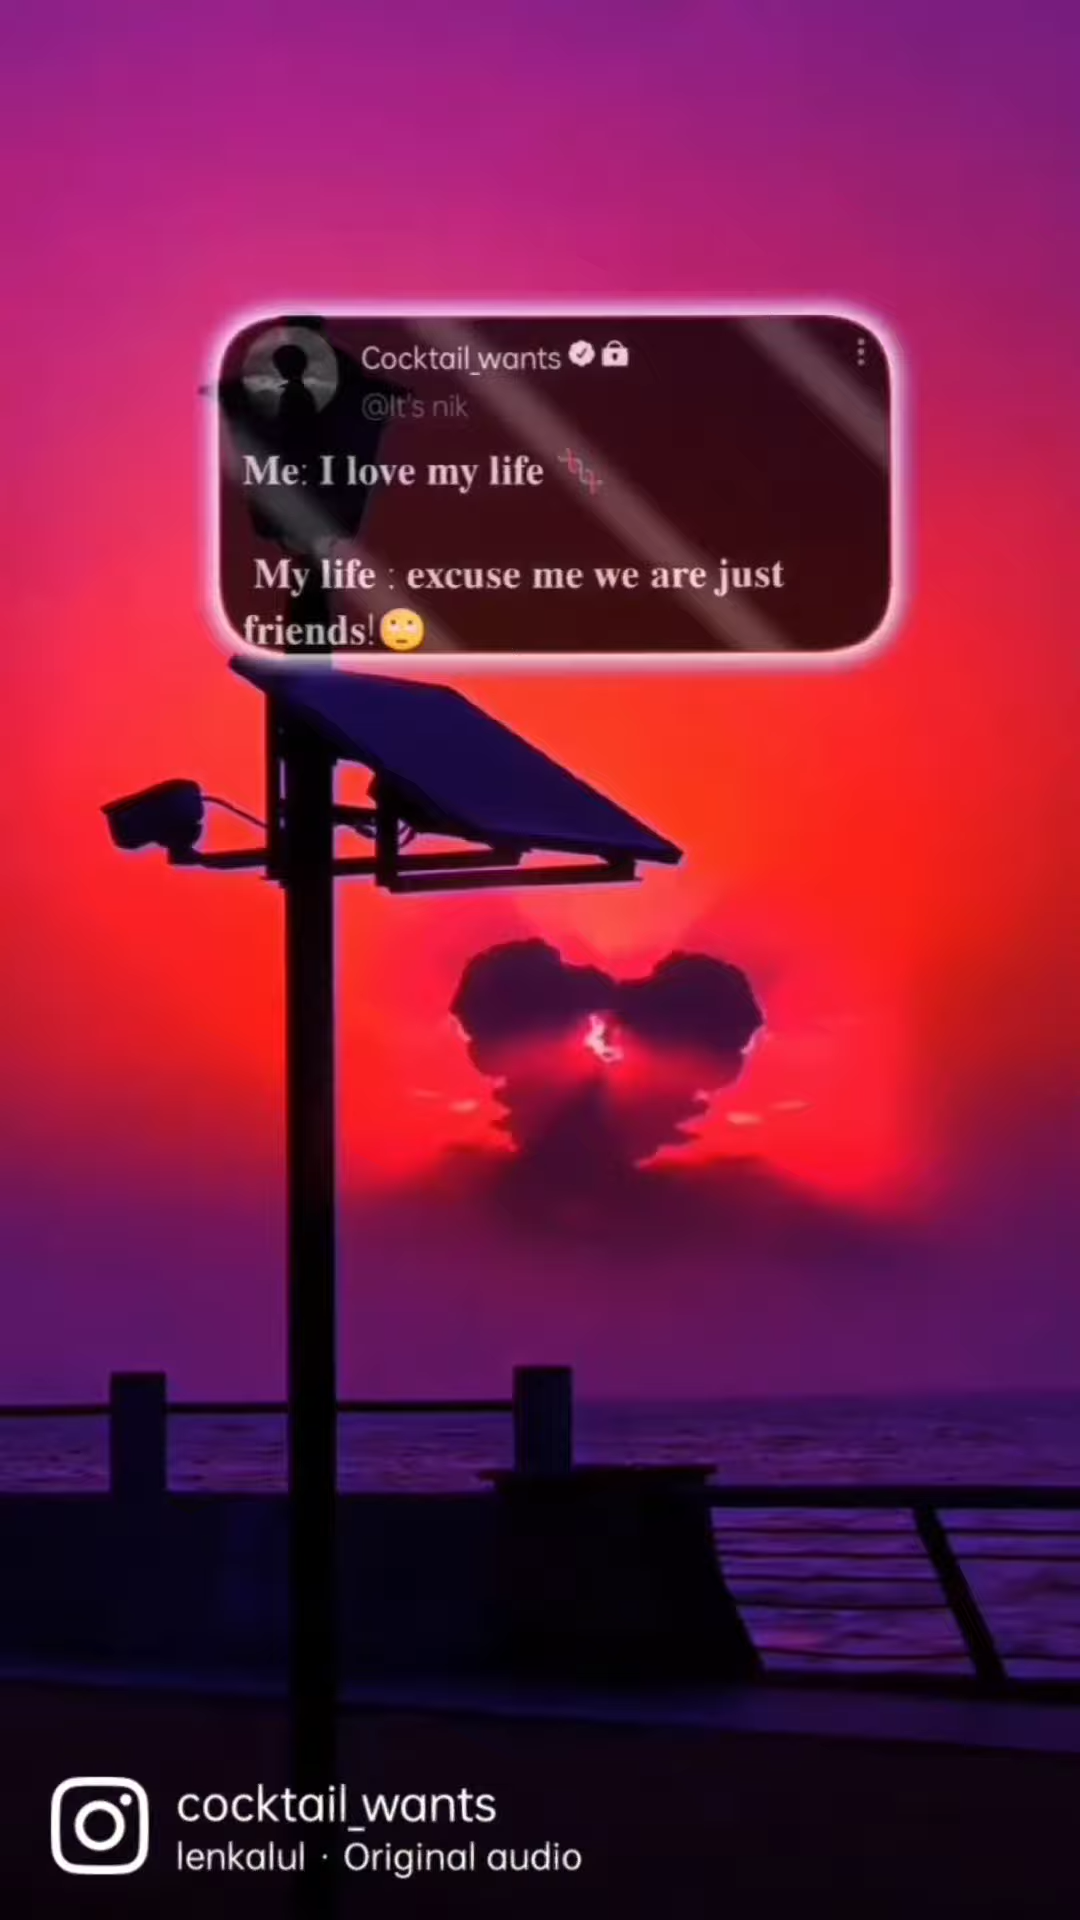 Cocktail_wants
@It's nik
Me: I love my life
My life : excuse me we are just
friends!🙄
cocktail_wants
lenkalul · Original audio